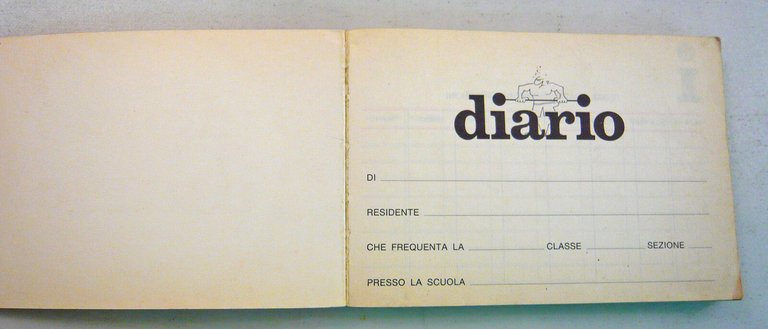 diario
DI
RESIDENTE
CHE FREQUENTA LA CLASSE SEZIONE
PRESSO LA SCUOLA